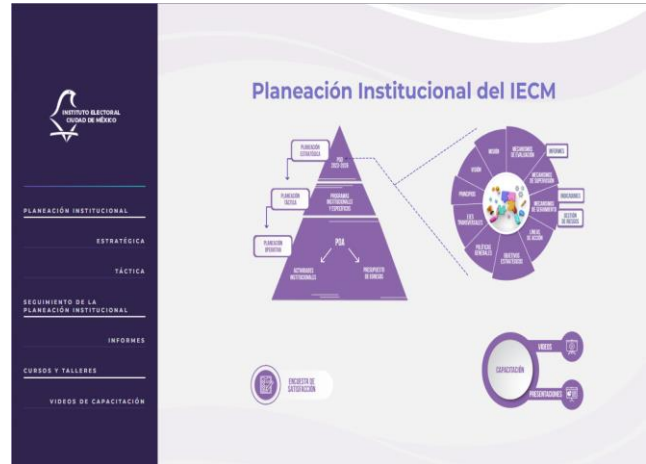 INSTITUTO ELECTORAL
CIUDAD DE MÉXICO
PLANEACIÓN INSTITUCIONAL
ESTRATÉGICA
TÁCTICA
SEGUIMIENTO DE LA
PLANEACIÓN INSTITUCIONAL
INFORMES
CURSOS Y TALLERES
VIDEOS DE CAPACITACIÓN
Planeación Institucional del IECM
PLANEACIÓN
ESTRATÉGICA
PLANEACIÓN
TÁCTICA
PLANEACIÓN
OPERATIVA
PROGRAMAS
INSTITUCIONALES
Y ESPECÍFICOS
POA
ACTIVIDADES
INSTITUCIONALES
PRESUPUESTO
DE EGRESOS
MISIÓN
MECANISMOS
DE EVALUACIÓN
INFORMES
MECANISMOS
DE SUPERVISIÓN
INDICADORES
MECANISMOS
DE SEGUIMIENTO
GESTIÓN
DE RIESGOS
LÍNEAS
DE ACCIÓN
OBJETIVOS
ESTRATÉGICOS
POLÍTICAS
GENERALES
EJES
TRANSVERSALES
PRINCIPIOS
VISIÓN
ENCUESTA DE
SATISFACCIÓN
CAPACITACIÓN
VIDEOS
PRESENTACIONES